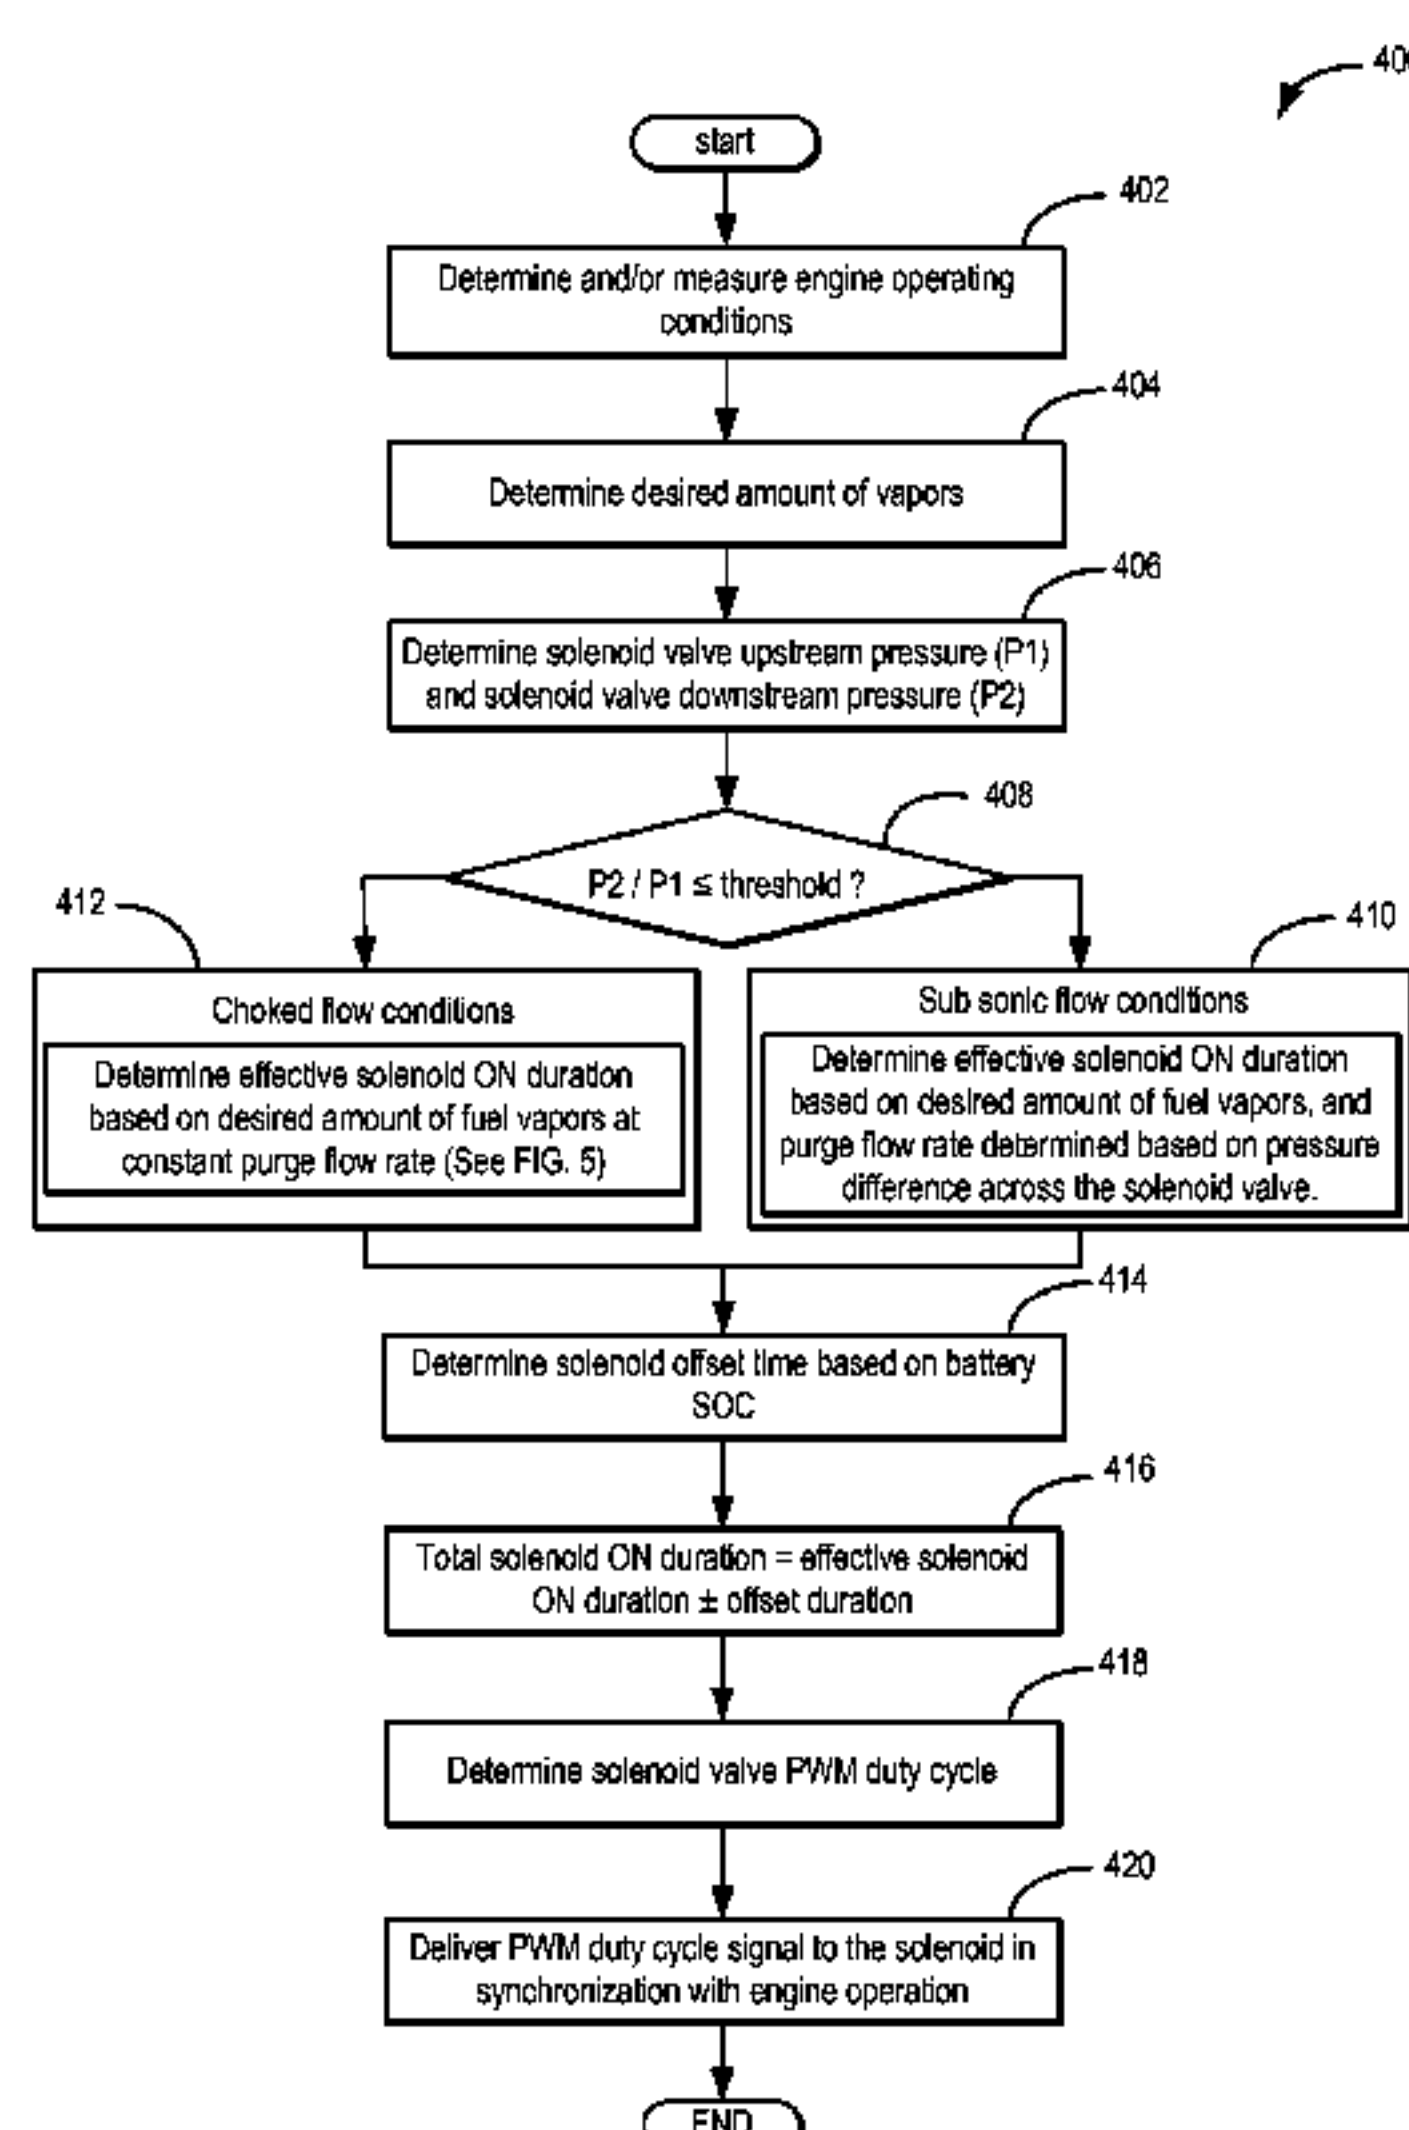 start
402
Determine and/or measure engine operating
conditions
404
Determine desired amount of vapors
406
Determine solenoid valve upstream pressure (P1)
and solenoid valve downstream pressure (P2)
408
P2 / P1 ≤ threshold ?
412
410
Choked flow conditions
Determine effective solenoid ON duration
based on desired amount of fuel vapors at
constant purge flow rate (See FIG. 5)
Sub sonic flow conditions
Determine effective solenoid ON duration
based on desired amount of fuel vapors, and
purge flow rate determined based on pressure
difference across the solenoid valve.
414
Determine solenoid offset time based on battery
SOC
416
Total solenoid ON duration = effective solenoid
ON duration ± offset duration
418
Determine solenoid valve PWM duty cycle
420
Deliver PWM duty cycle signal to the solenoid in
synchronization with engine operation
END